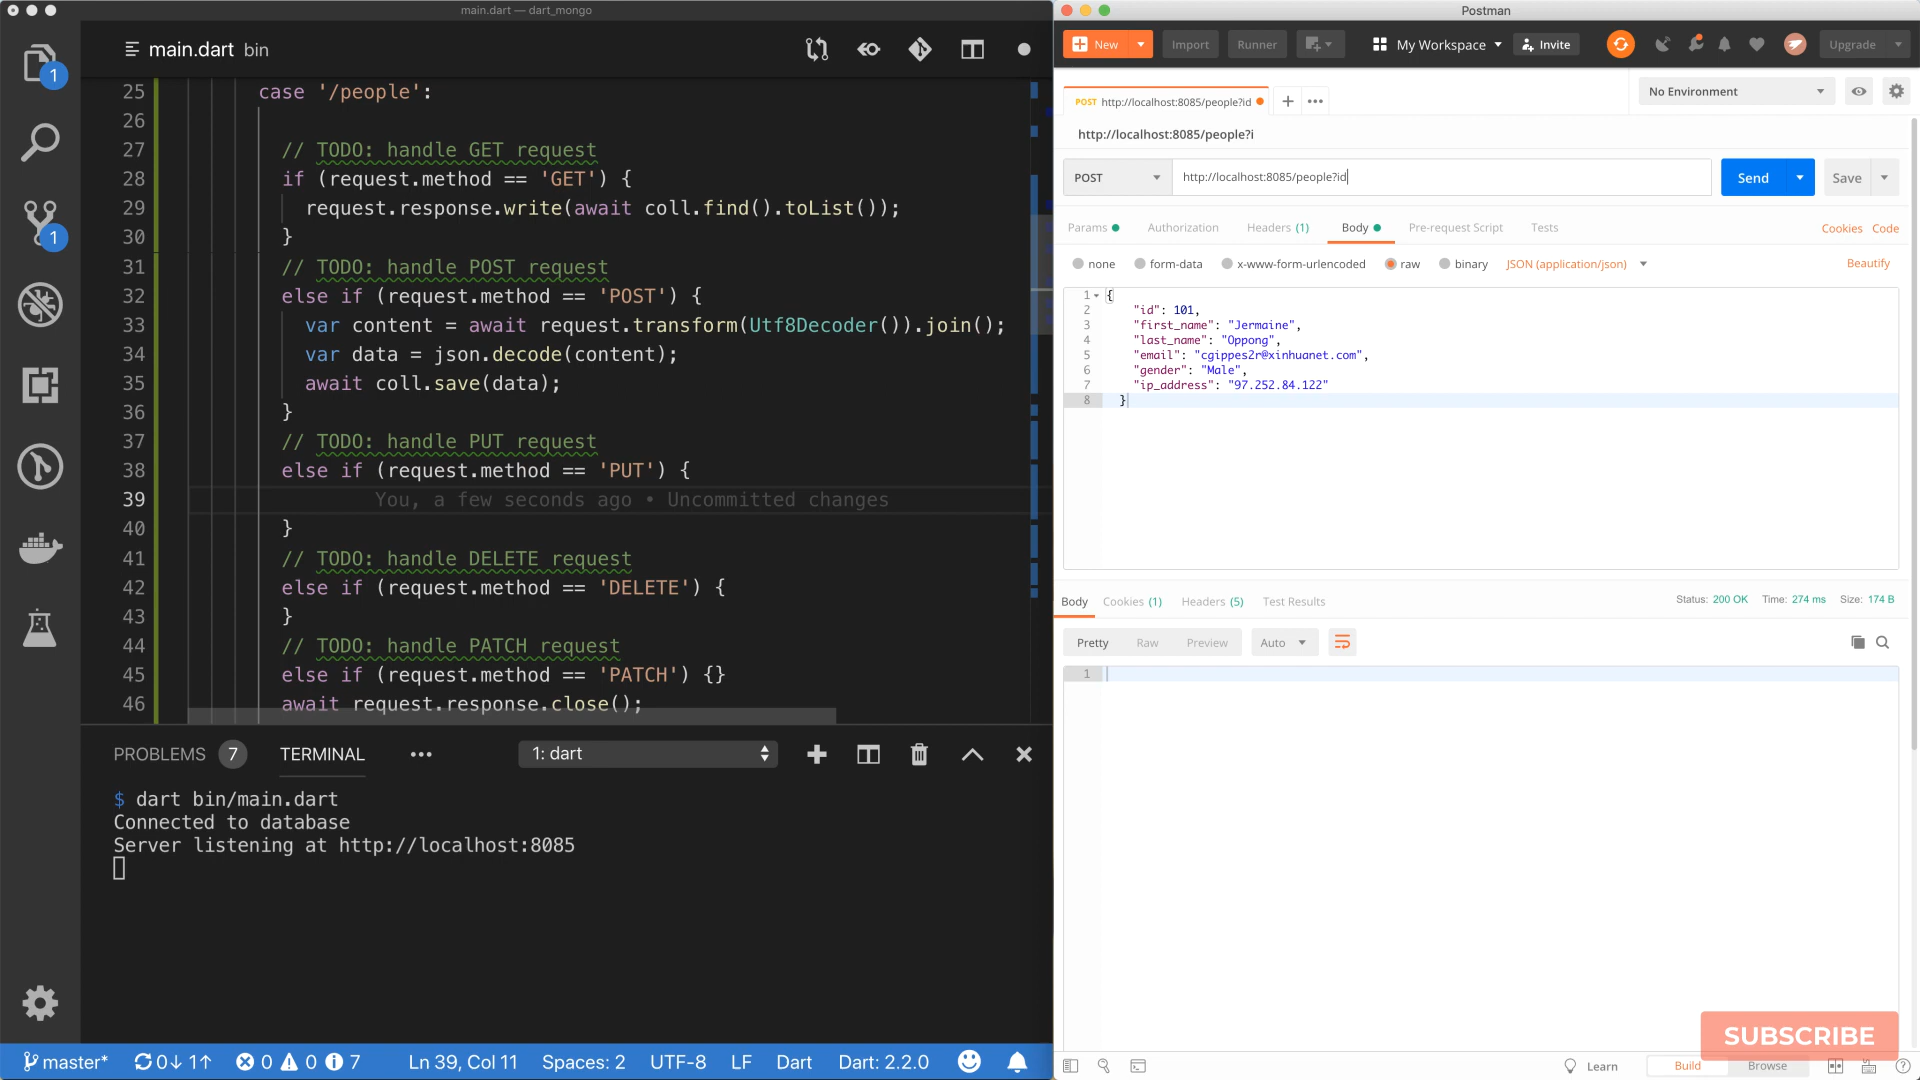 main.dart — dart_mongo
main.dart bin
25 case '/people':
26
27 // TODO: handle GET request
28 if (request.method == 'GET') {
29 request.response.write(await coll.find().toList());
30 }
31 // TODO: handle POST request
32 else if (request.method == 'POST') {
33 var content = await request.transform(Utf8Decoder()).join();
34 var data = json.decode(content);
35 await coll.save(data);
36 }
37 // TODO: handle PUT request
38 else if (request.method == 'PUT') {
39 You, a few seconds ago • Uncommitted changes
40 }
41 // TODO: handle DELETE request
42 else if (request.method == 'DELETE') {
43 }
44 // TODO: handle PATCH request
45 else if (request.method == 'PATCH') {}
46 await request.response.close();
1
1
PROBLEMS 7 TERMINAL ••• 1: dart
$ dart bin/main.dart
Connected to database
Server listening at http://localhost:8085
master* 0↓ 1↑ 0 0 7 Ln 39, Col 11 Spaces: 2 UTF-8 LF Dart Dart: 2.2.0
Postman
New Import Runner My Workspace Invite Upgrade
POST http://localhost:8085/people?id + ••• No Environment
http://localhost:8085/people?i
POST http://localhost:8085/people?id Send Save
Params Authorization Headers (1) Body Pre-request Script Tests Cookies Code
none form-data x-www-form-urlencoded raw binary JSON (application/json) Beautify
1 {
2 "id": 101,
3 "first_name": "Jermaine",
4 "last_name": "Oppong",
5 "email": "cgippes2r@xinhuanet.com",
6 "gender": "Male",
7 "ip_address": "97.252.84.122"
8 }
Body Cookies (1) Headers (5) Test Results Status: 200 OK Time: 274 ms Size: 174 B
Pretty Raw Preview Auto
1
SUBSCRIBE
Learn Build Browse